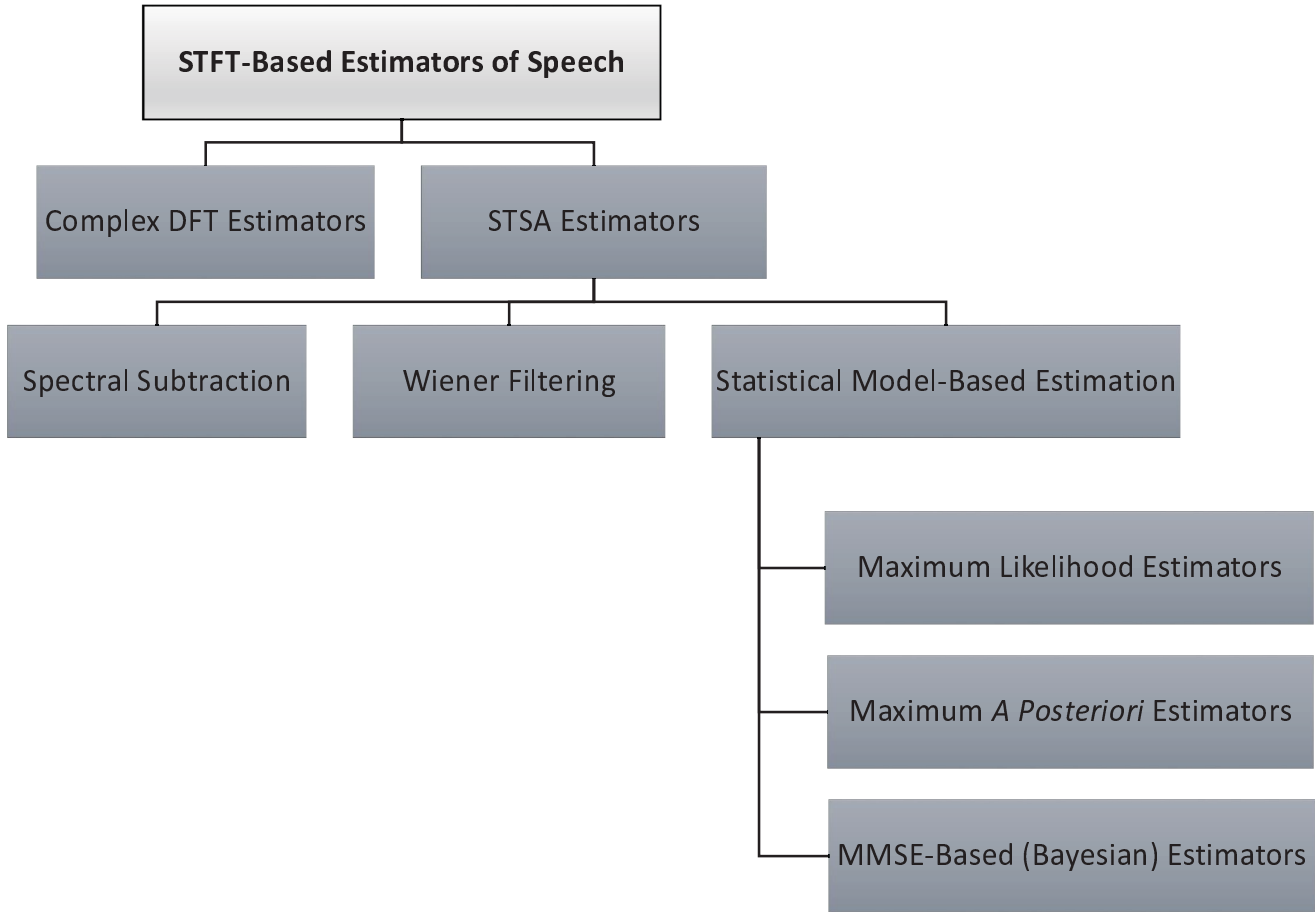 STFT-Based Estimators of Speech
Complex DFT Estimators
STSA Estimators
Spectral Subtraction
Wiener Filtering
Statistical Model-Based Estimation
Maximum Likelihood Estimators
Maximum A Posteriori Estimators
MMSE-Based (Bayesian) Estimators